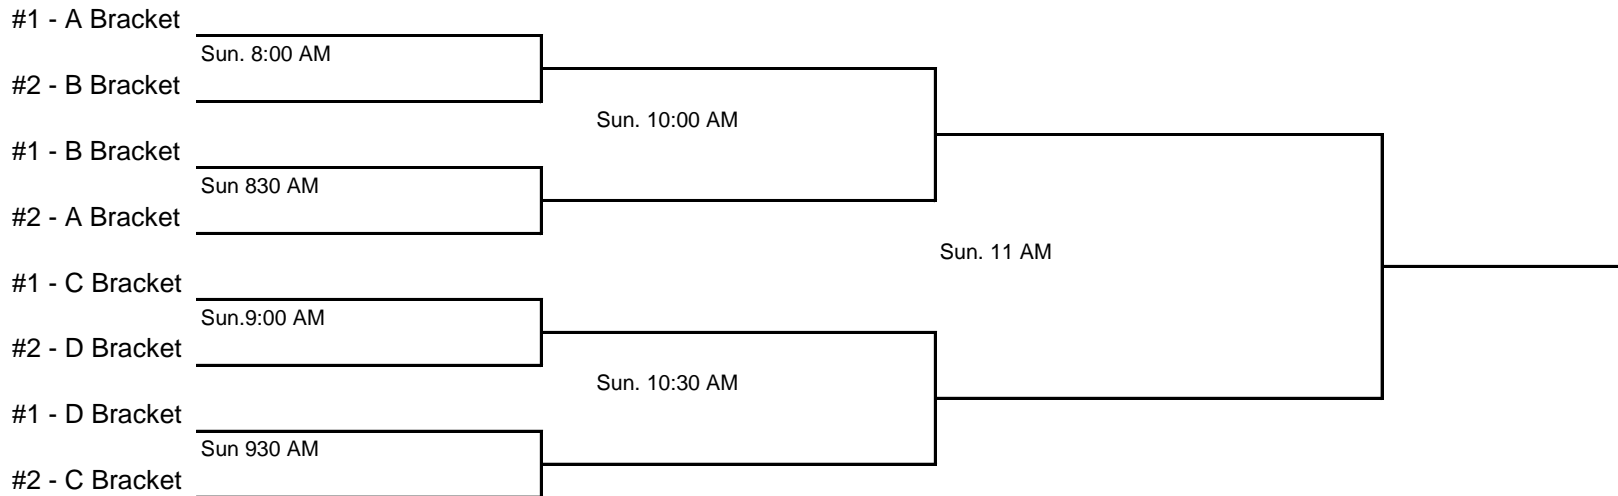 #1 - A Bracket
Sun. 8:00 AM
#2 - B Bracket
Sun. 10:00 AM
#1 - B Bracket
Sun 830 AM
#2 - A Bracket
Sun. 11 AM
#1 - C Bracket
Sun.9:00 AM
#2 - D Bracket
Sun. 10:30 AM
#1 - D Bracket
Sun 930 AM
#2 - C Bracket